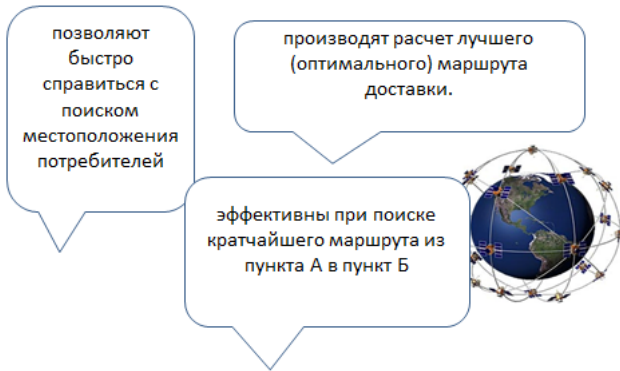 позволяют
быстро
справиться с
поиском
местоположения
потребителей
производят расчет лучшего
(оптимального) маршрута
доставки.
эффективны при поиске
кратчайшего маршрута из
пункта А в пункт Б